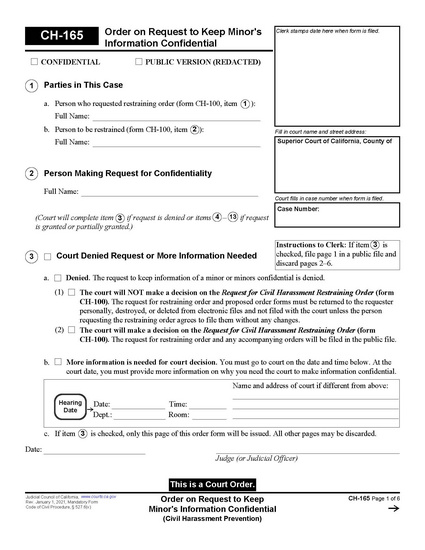 CH-165
Order on Request to Keep Minor's
Information Confidential
Clerk stamps date here when form is filed.
CONFIDENTIAL
PUBLIC VERSION (REDACTED)
1 Parties in This Case
a. Person who requested restraining order (form CH-100, item 1):
Full Name:
b. Person to be restrained (form CH-100, item 2):
Full Name:
Fill in court name and street address:
Superior Court of California, County of
2 Person Making Request for Confidentiality
Full Name:
Court fills in case number when form is filed.
Case Number:
(Court will complete item 3 if request is denied or items 4–13 if request
is granted or partially granted.)
Instructions to Clerk: If item 3 is
checked, file page 1 in a public file and
discard pages 2–6.
3 Court Denied Request or More Information Needed
a. Denied. The request to keep information of a minor or minors confidential is denied.
(1) The court will NOT make a decision on the Request for Civil Harassment Restraining Order (form
CH-100). The request for restraining order and proposed order forms must be returned to the requester
personally, destroyed, or deleted from electronic files and not filed with the court unless the person
requesting the restraining order agrees to file them without any changes.
(2) The court will make a decision on the Request for Civil Harassment Restraining Order (form
CH-100). The request for restraining order and any accompanying orders will be filed in the public file.
b. More information is needed for court decision. You must go to court on the date and time below. At the
court date, you must provide more information on why you need the court to make information confidential.
Name and address of court if different from above:
Hearing
Date
Date:
Time:
Dept.:
Room:
c. If item 3 is checked, only this page of this order form will be issued. All other pages may be discarded.
Date:
Judge (or Judicial Officer)
This is a Court Order.
Judicial Council of California, www.courts.ca.gov
Rev. January 1, 2021, Mandatory Form
Code of Civil Procedure, § 527.6(v)
Order on Request to Keep
Minor's Information Confidential
(Civil Harassment Prevention)
CH-165 Page 1 of 6